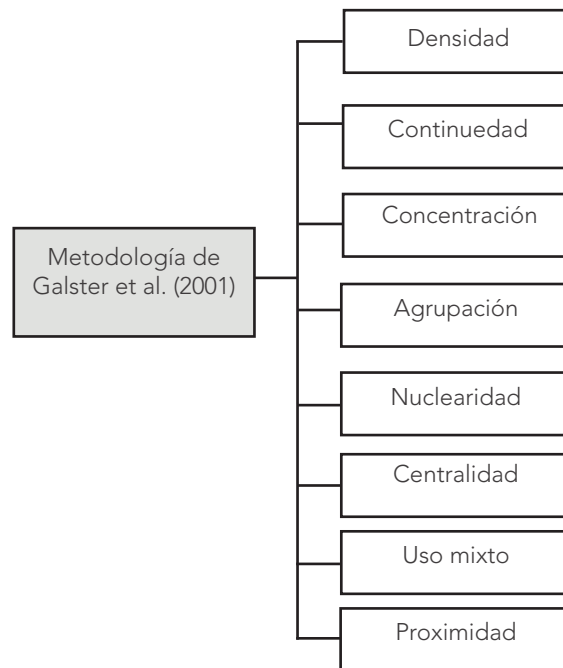 Densidad
Continuedad
Concentración
Metodología de
Galster et al. (2001)
Agrupación
Nuclearidad
Centralidad
Uso mixto
Proximidad